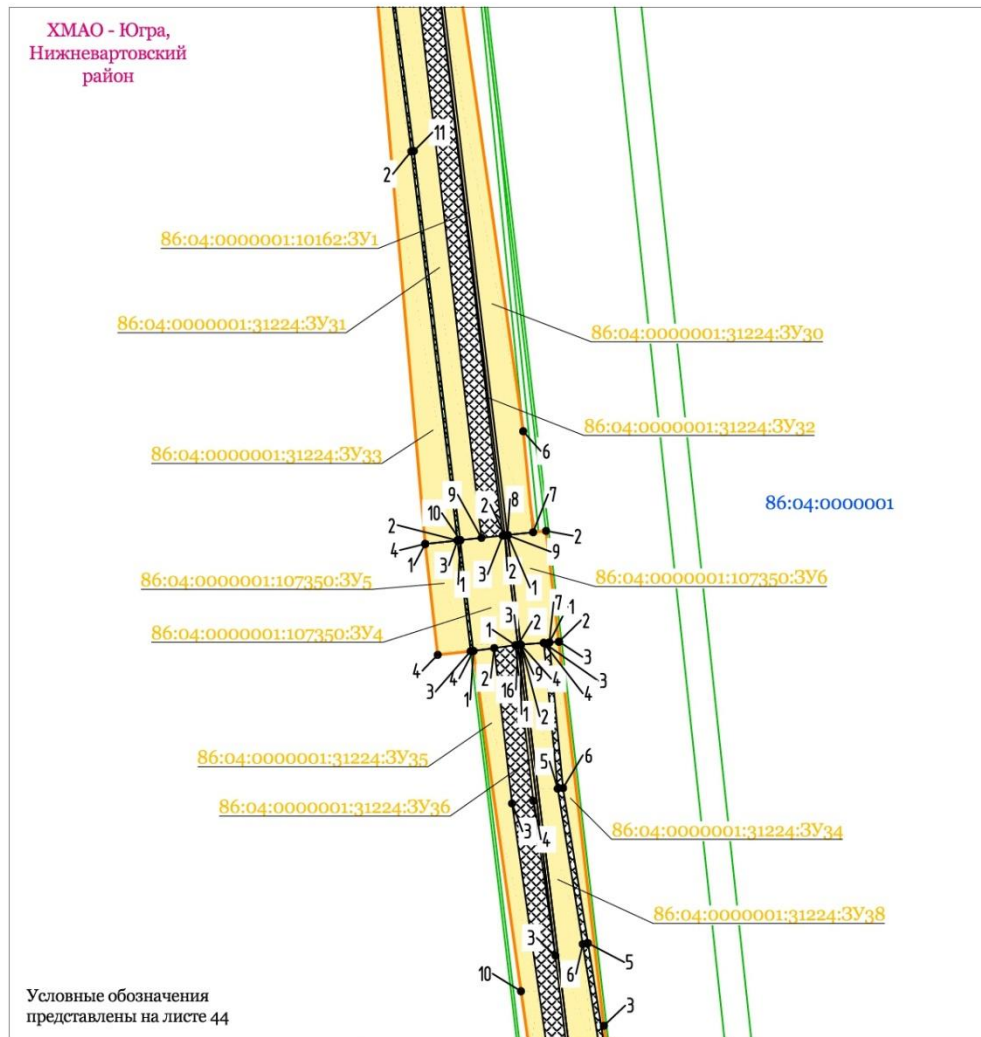 ХМАО - Югра,
Нижневартовский
район
11
2
86:04:0000001:10162:ЗУ1
86:04:0000001:31224:ЗУ31
86:04:0000001:31224:ЗУ30
86:04:0000001:31224:ЗУ32
6
86:04:0000001:31224:ЗУ33
86:04:0000001
9
2
8
10
7
2
2
4
1
3
1
3
2
1
9
86:04:0000001:107350:ЗУ5
86:04:0000001:107350:ЗУ6
3
7
1
86:04:0000001:107350:ЗУ4
1
2
2
4
3
4
1
2
16
9
4
3
3
4
1
2
86:04:0000001:31224:ЗУ35
5
6
86:04:0000001:31224:ЗУ36
3
4
86:04:0000001:31224:ЗУ34
86:04:0000001:31224:ЗУ38
3
5
6
10
3
Условные обозначения
представлены на листе 44